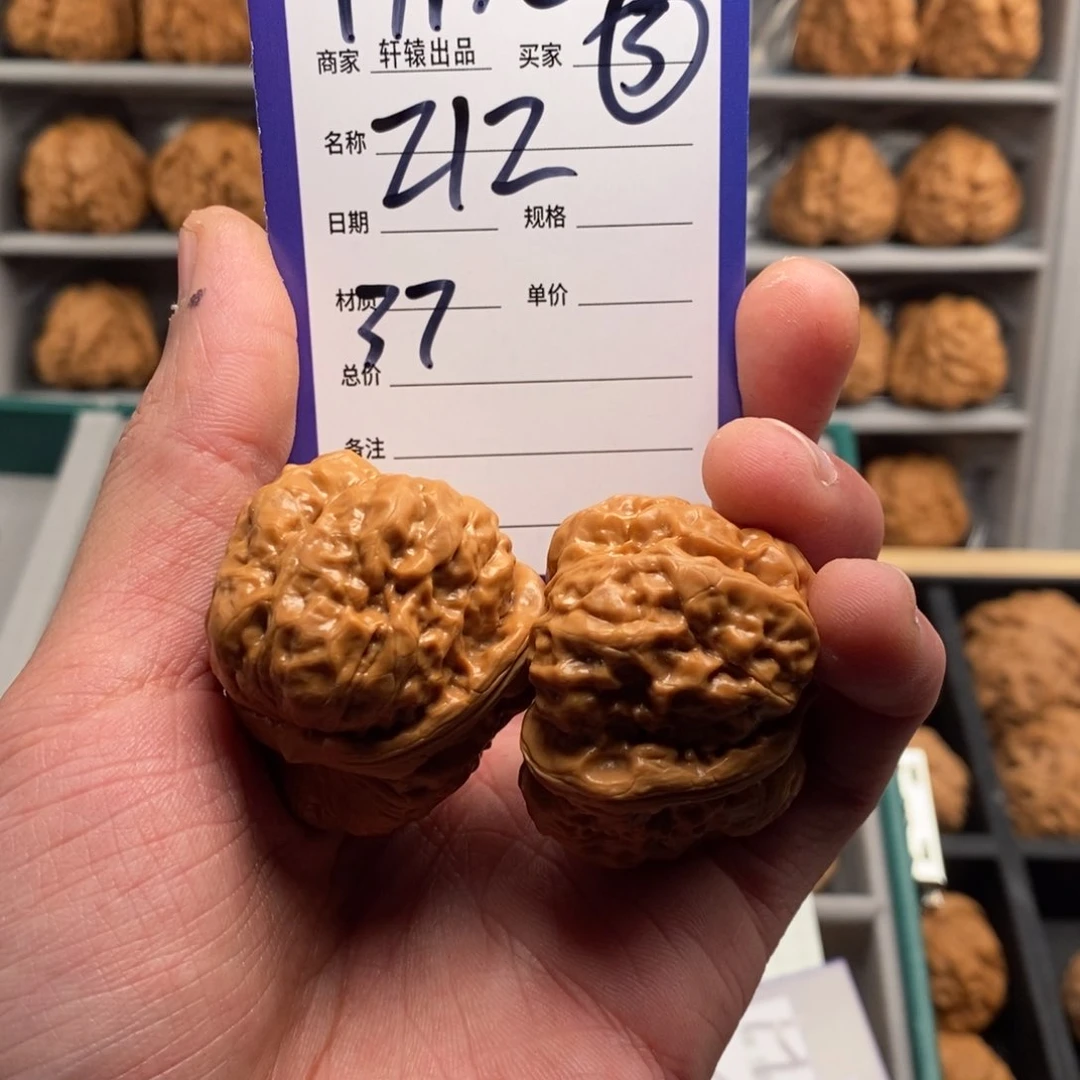 商家 轩辕出品 买家 ③
名称 212
日期 规格
材质 37 单价
总价
备注